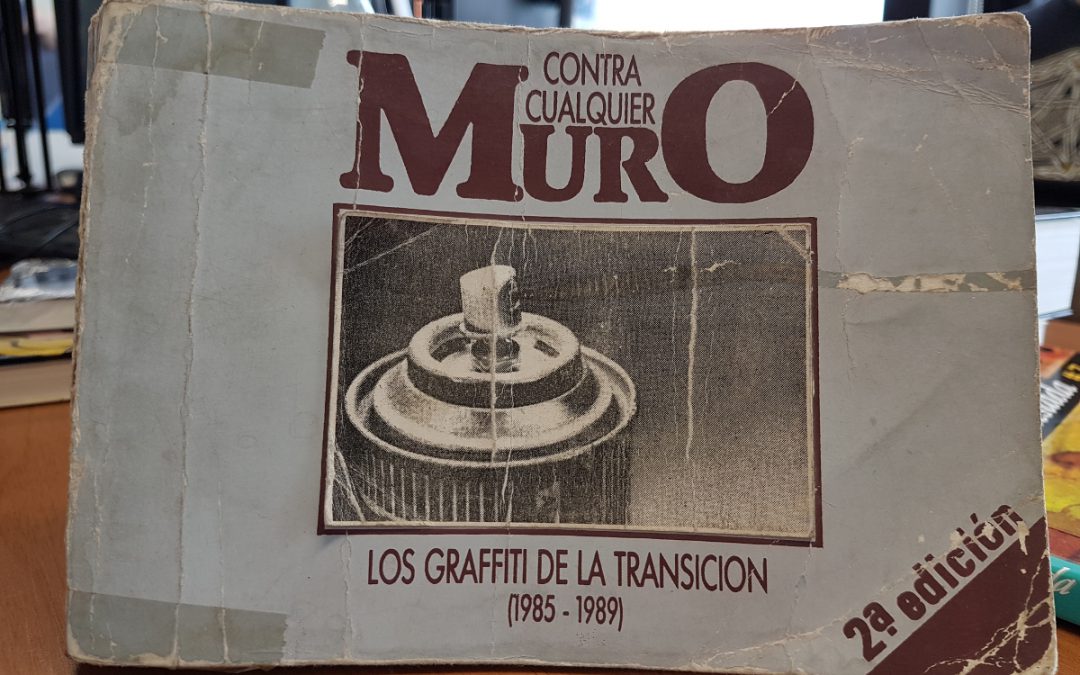 CONTRA
CUALQUIER
MURO
LOS GRAFFITI DE LA TRANSICION
(1985 - 1989)
2ª edición